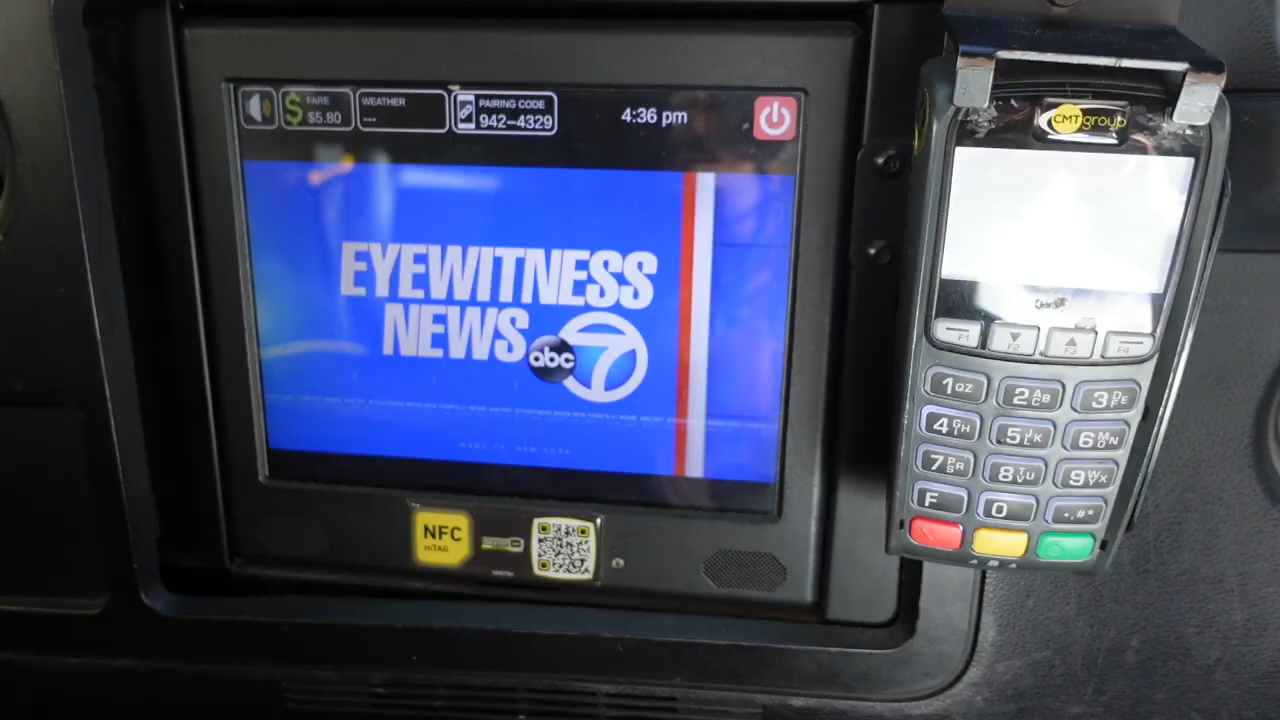 FARE
$5.80
WEATHER
---
PAIRING CODE
942–4329
4:36 pm
EYEWITNESS
NEWS
abc
7
NFC
mTAG
CMTgroup
F1
F2
F3
F4
1QZ
2ABC
3DEF
4GHI
5JKL
6MNO
7PRS
8TUV
9WXY
F
0
.,#*